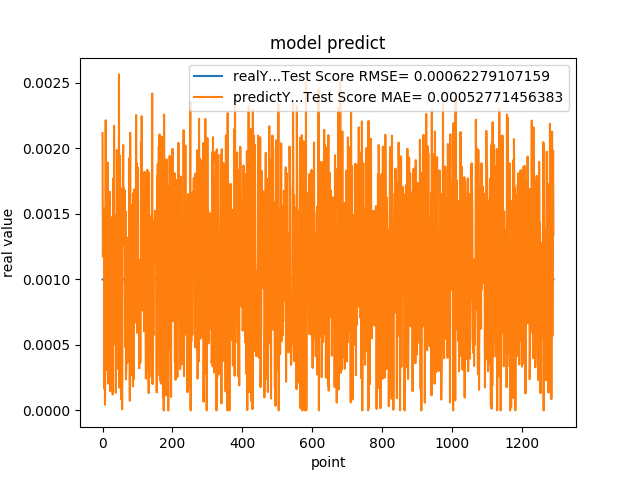 model predict
realY...Test Score RMSE= 0.00062279107159
predictY...Test Score MAE= 0.00052771456383
0.0025
0.0020
0.0015
0.0010
0.0005
0.0000
real value
0 200 400 600 800 1000 1200
point